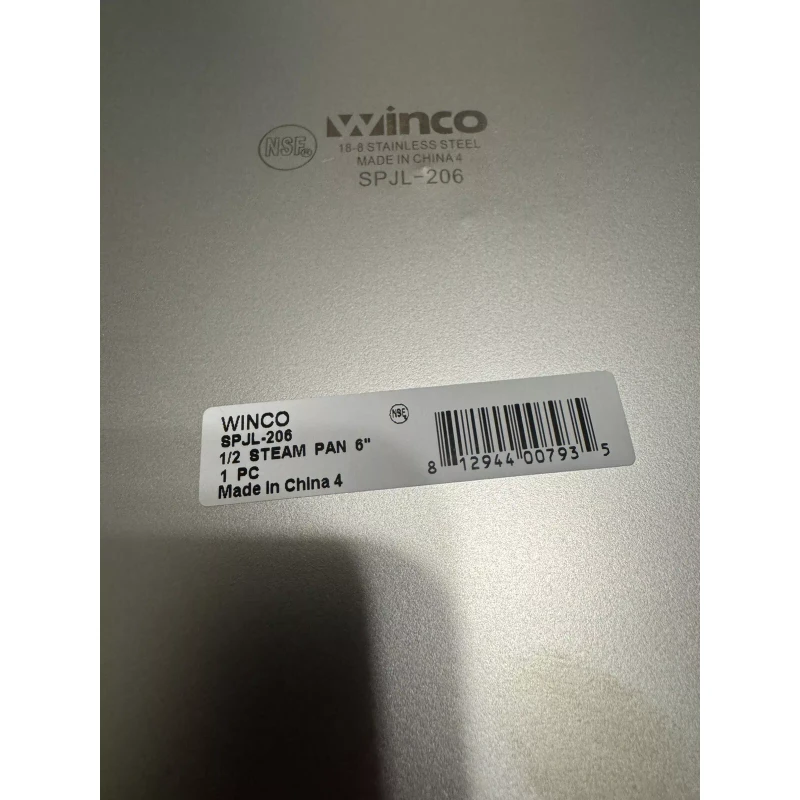 NSF®
Winco
18-8 STAINLESS STEEL
MADE IN CHINA 4
SPJL-206
WINCO
SPJL-206
1/2 STEAM PAN 6"
1 PC
Made in China 4
NSF
8 12944 00793 5